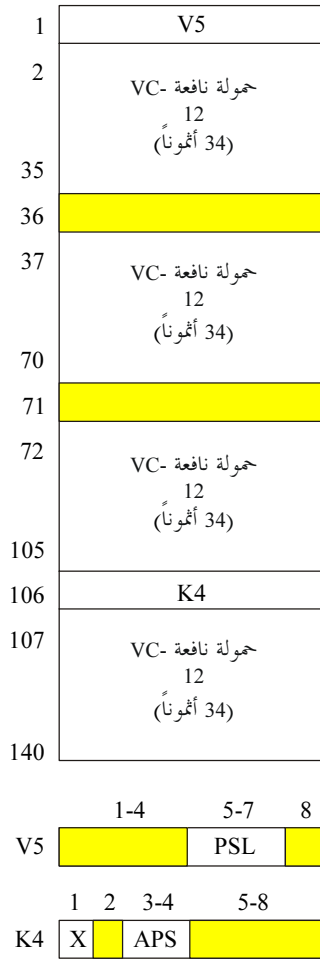 1 V5
2
حمولة نافعة VC-
12
(34 أثموناً)
35
36
37
حمولة نافعة VC-
12
(34 أثموناً)
70
71
72
حمولة نافعة VC-
12
(34 أثموناً)
105
106 K4
107
حمولة نافعة VC-
12
(34 أثموناً)
140
1-4 5-7 8
V5 PSL
1 2 3-4 5-8
K4 X APS